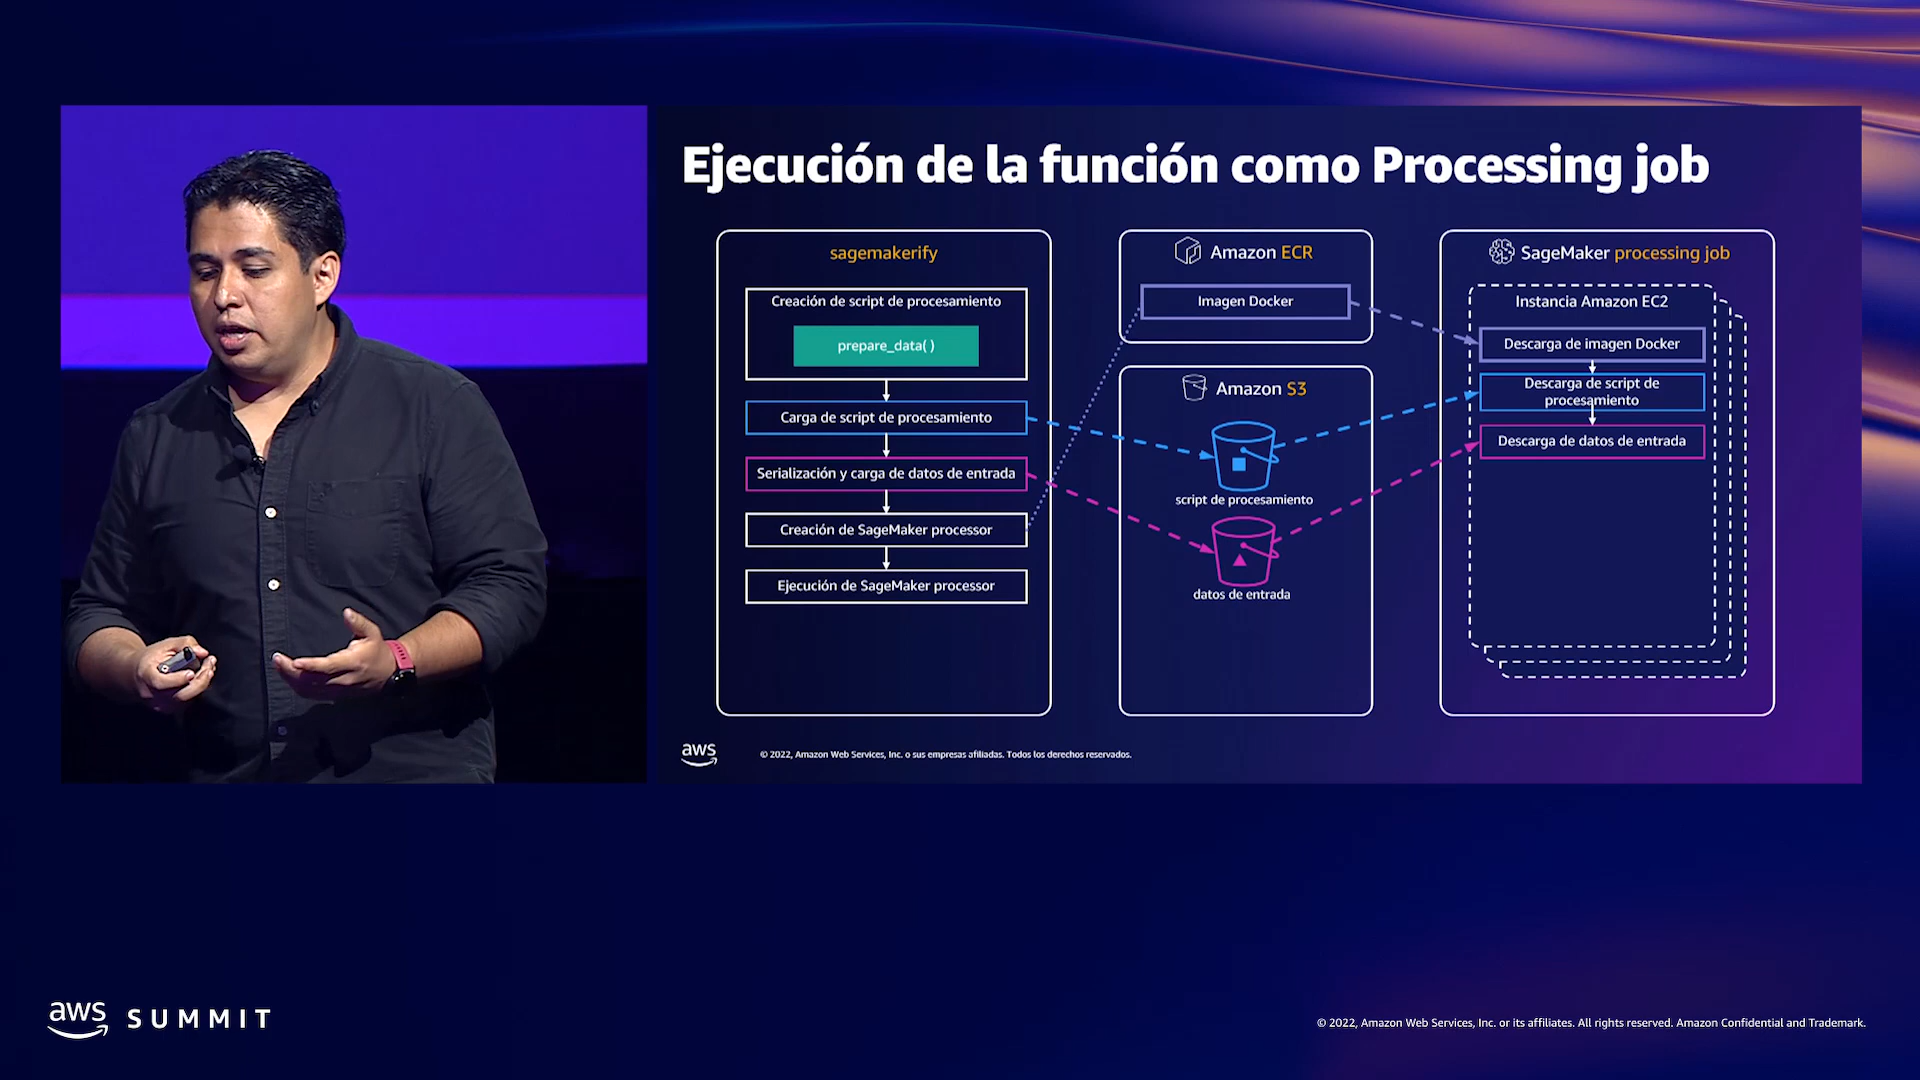 Ejecución de la función como Processing job
sagemakerify
Creación de script de procesamiento
prepare_data( )
Carga de script de procesamiento
Serialización y carga de datos de entrada
Creación de SageMaker processor
Ejecución de SageMaker processor
Amazon ECR
Imagen Docker
Amazon S3
script de procesamiento
datos de entrada
SageMaker processing job
Instancia Amazon EC2
Descarga de imagen Docker
Descarga de script de
procesamiento
Descarga de datos de entrada
aws
© 2022, Amazon Web Services, Inc. o sus empresas afiliadas. Todos los derechos reservados.
aws SUMMIT
© 2022, Amazon Web Services, Inc. or its affiliates. All rights reserved. Amazon Confidential and Trademark.